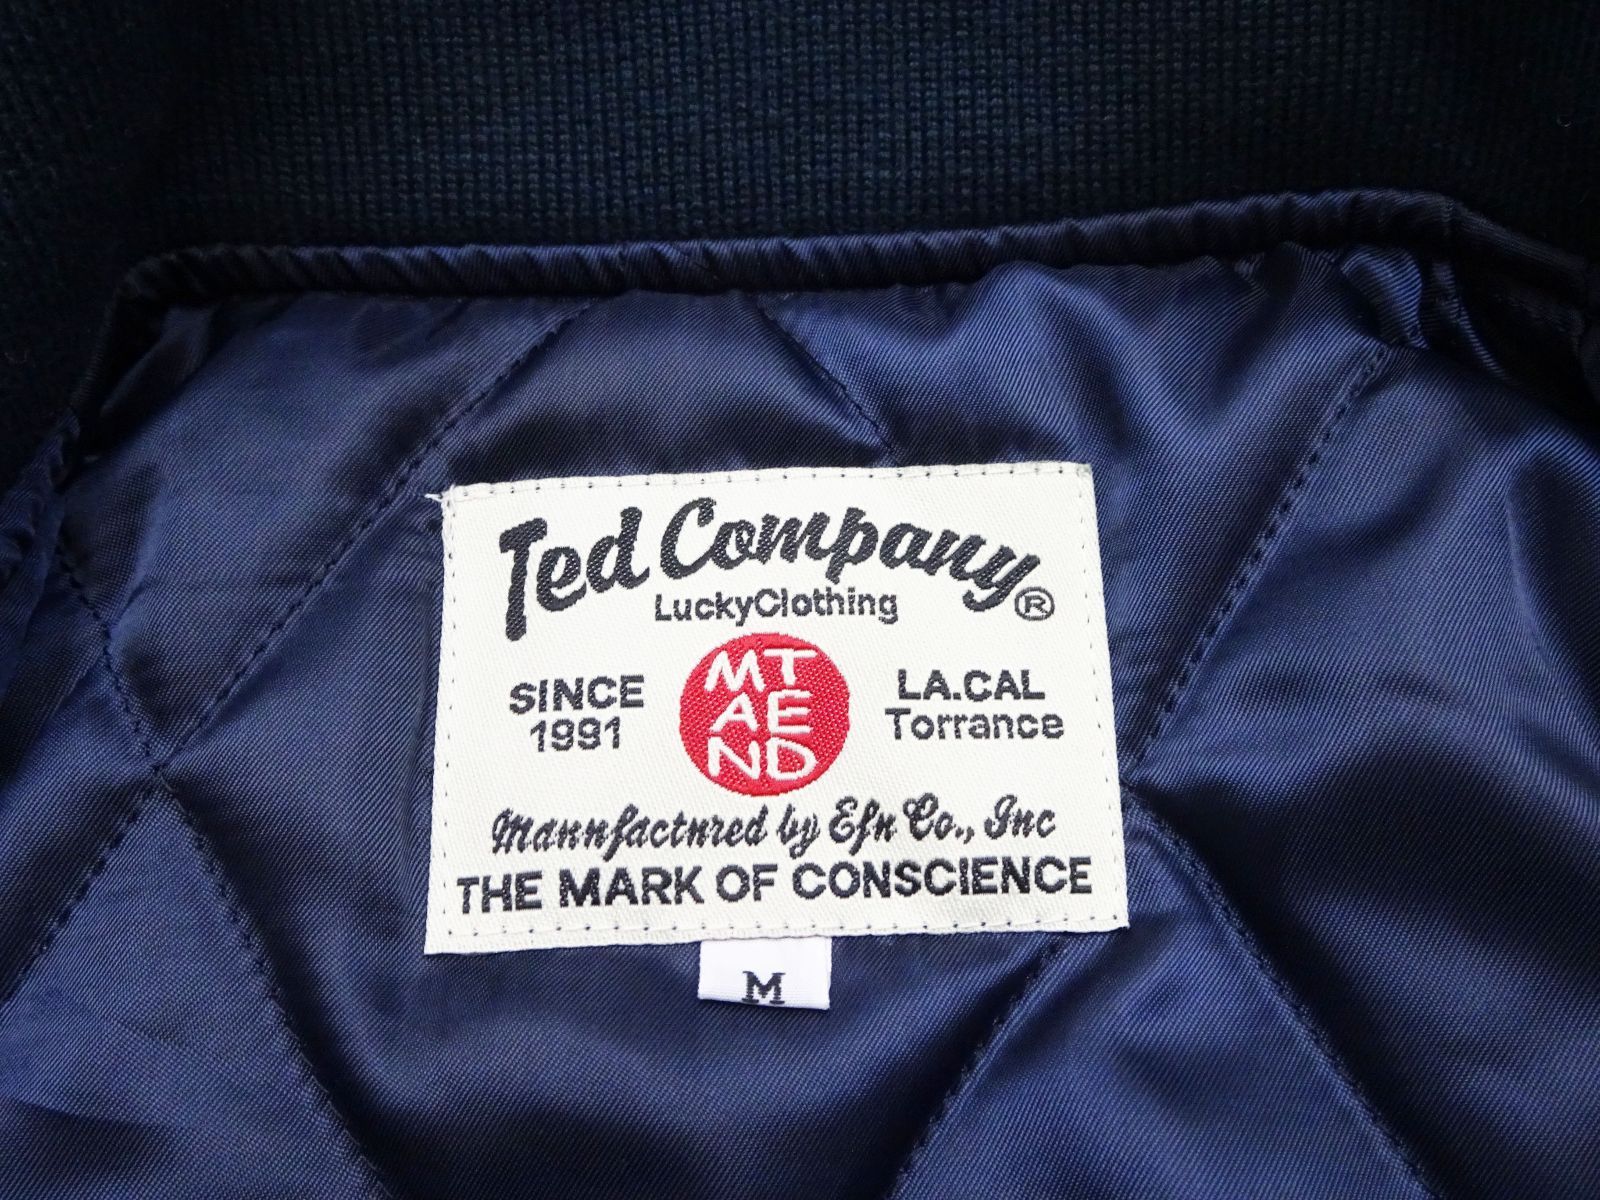 Ted Company®
LuckyClothing
SINCE
1991
MT
AE
ND
LA.CAL
Torrance
Mannfactnred by Efn Co., Inc
THE MARK OF CONSCIENCE
M